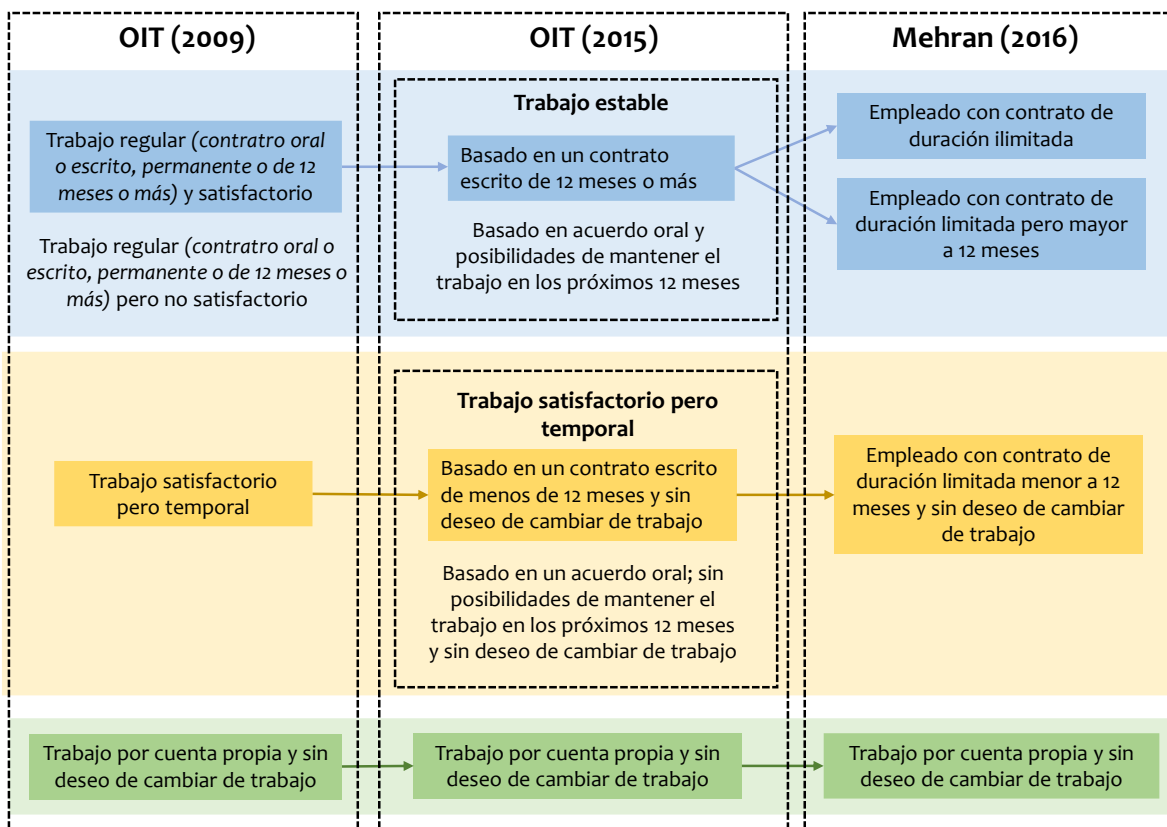 OIT (2009)
OIT (2015)
Mehran (2016)
Trabajo regular (contratro oral
o escrito, permanente o de 12
meses o más) y satisfactorio
Trabajo regular (contratro oral o
escrito, permanente o de 12 meses o
más) pero no satisfactorio
Trabajo estable
Basado en un contrato
escrito de 12 meses o más
Basado en acuerdo oral y
posibilidades de mantener el
trabajo en los próximos 12 meses
Empleado con contrato de
duración ilimitada
Empleado con contrato de
duración limitada pero mayor
a 12 meses
Trabajo satisfactorio
pero temporal
Trabajo satisfactorio pero
temporal
Basado en un contrato escrito
de menos de 12 meses y sin
deseo de cambiar de trabajo
Basado en un acuerdo oral; sin
posibilidades de mantener el
trabajo en los próximos 12 meses
y sin deseo de cambiar de trabajo
Empleado con contrato de
duración limitada menor a 12
meses y sin deseo de cambiar
de trabajo
Trabajo por cuenta propia y sin
deseo de cambiar de trabajo
Trabajo por cuenta propia y sin
deseo de cambiar de trabajo
Trabajo por cuenta propia y sin
deseo de cambiar de trabajo